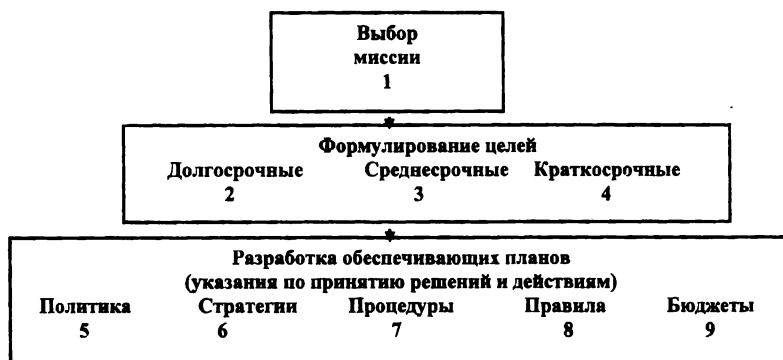 Выбор
миссии
1
Формулирование целей
Долгосрочные Среднесрочные Краткосрочные
2 3 4
Разработка обеспечивающих планов
(указания по принятию решений и действиям)
Политика Стратегии Процедуры Правила Бюджеты
5 6 7 8 9